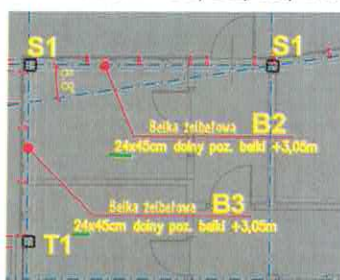 S1 S1
Belka żelbetowa B2
24x45cm dolny poz. belki +3,05m
Belka żelbetowa B3
24x45cm dolny poz. belki +3,05m
T1